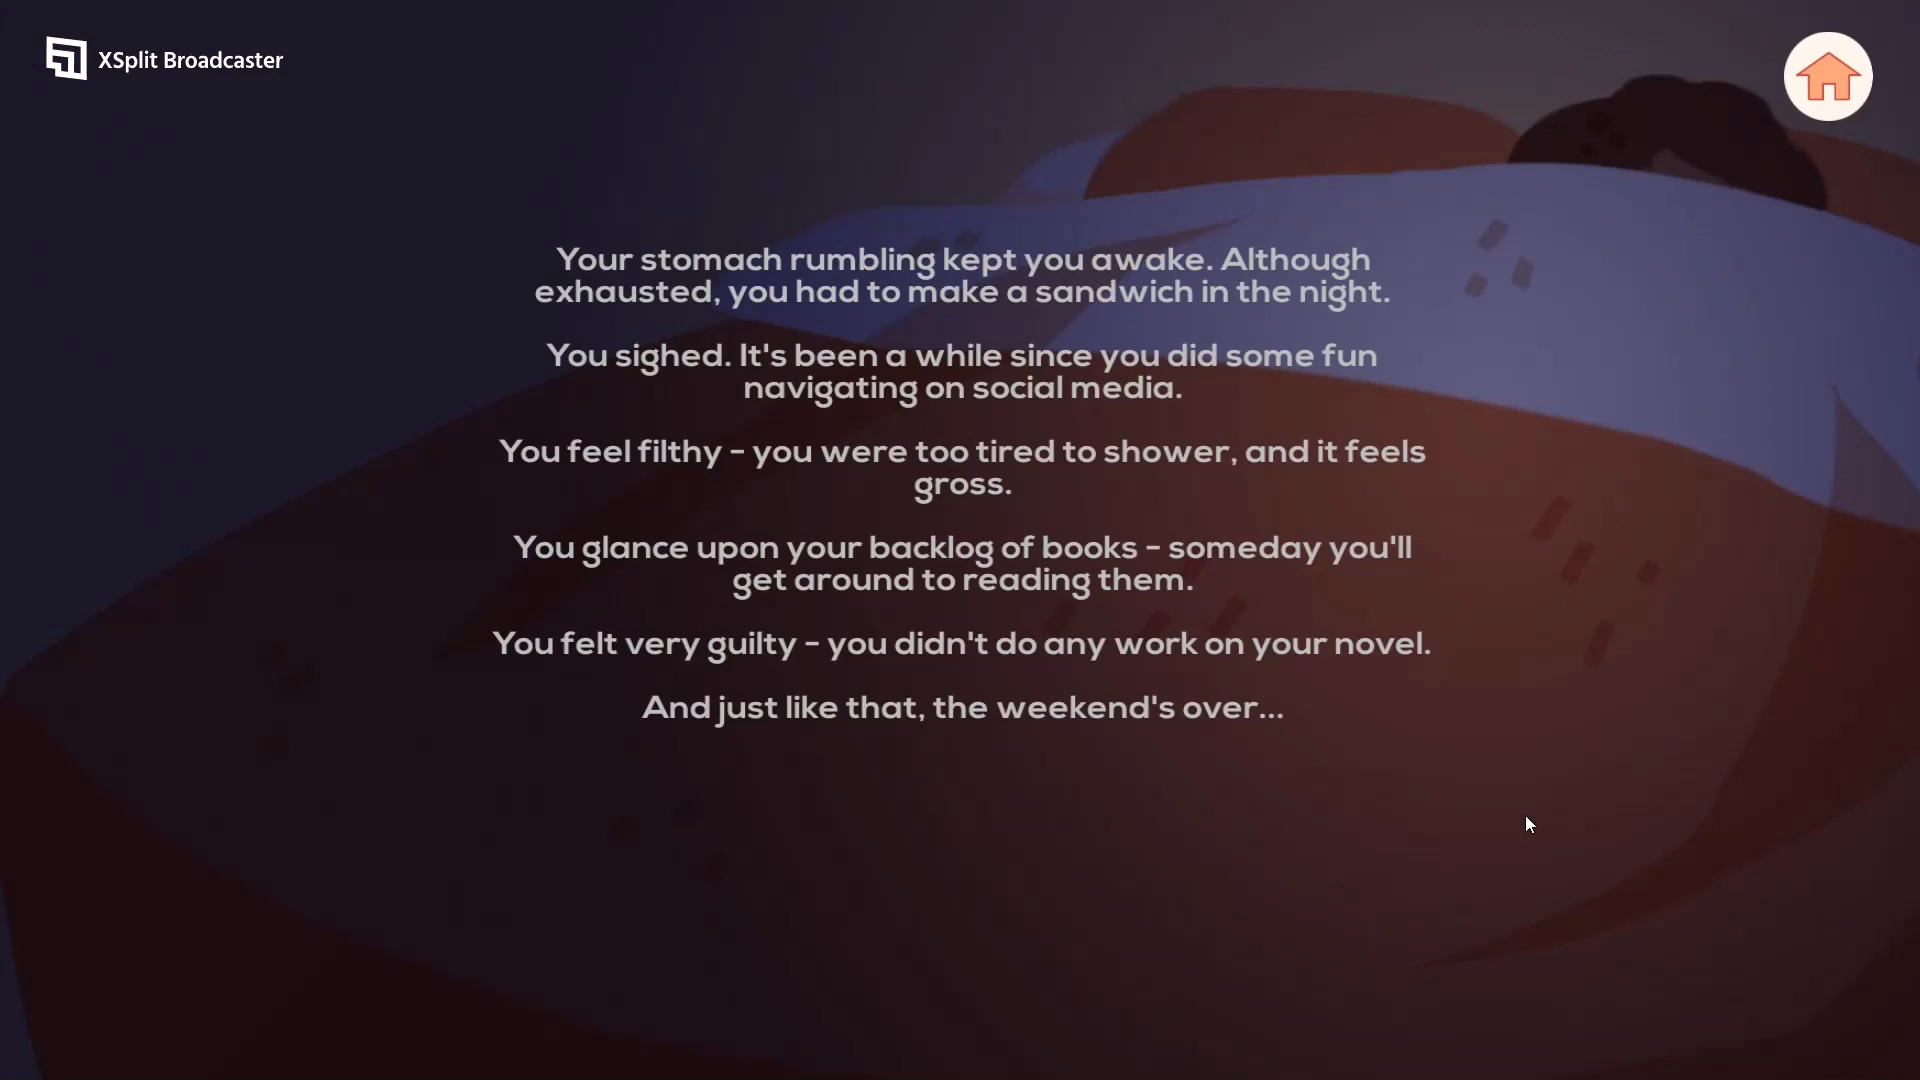 XSplit Broadcaster
Your stomach rumbling kept you awake. Although
exhausted, you had to make a sandwich in the night.
You sighed. It's been a while since you did some fun
navigating on social media.
You feel filthy - you were too tired to shower, and it feels
gross.
You glance upon your backlog of books - someday you'll
get around to reading them.
You felt very guilty - you didn't do any work on your novel.
And just like that, the weekend's over...